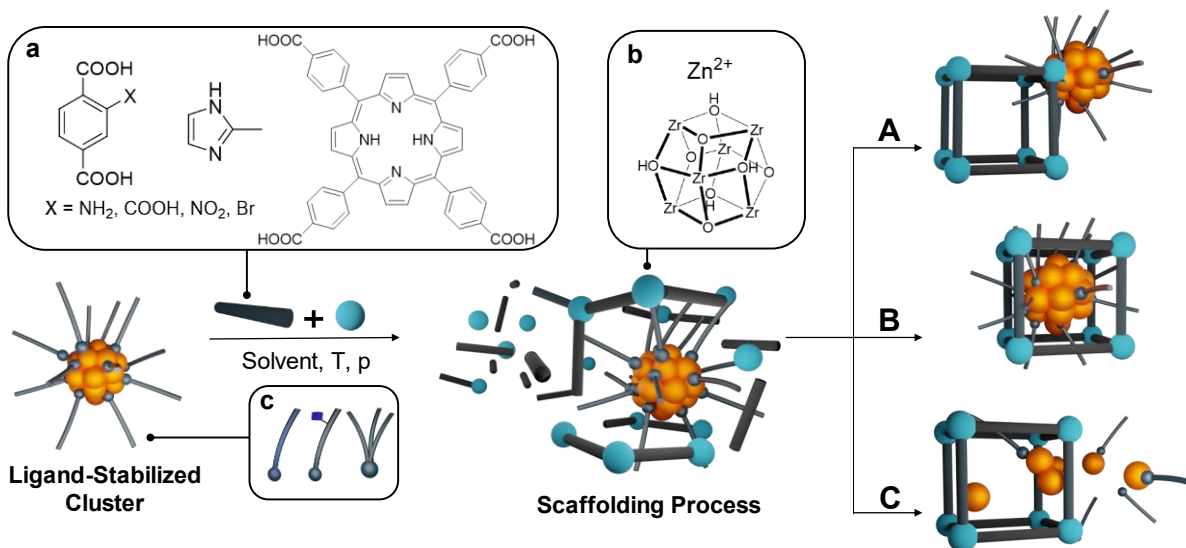 a
COOH
X
COOH
X = NH₂, COOH, NO₂, Br
H
N
N
HOOC
COOH
N
NH
HN
N
HOOC
COOH
b
Zn²⁺
H
O
Zr
Zr
O
Zr
O
HO
Zr
OH
O
O
H
Zr
Zr
O
A
B
C
+
Solvent, T, p
c
Ligand-Stabilized
Cluster
Scaffolding Process